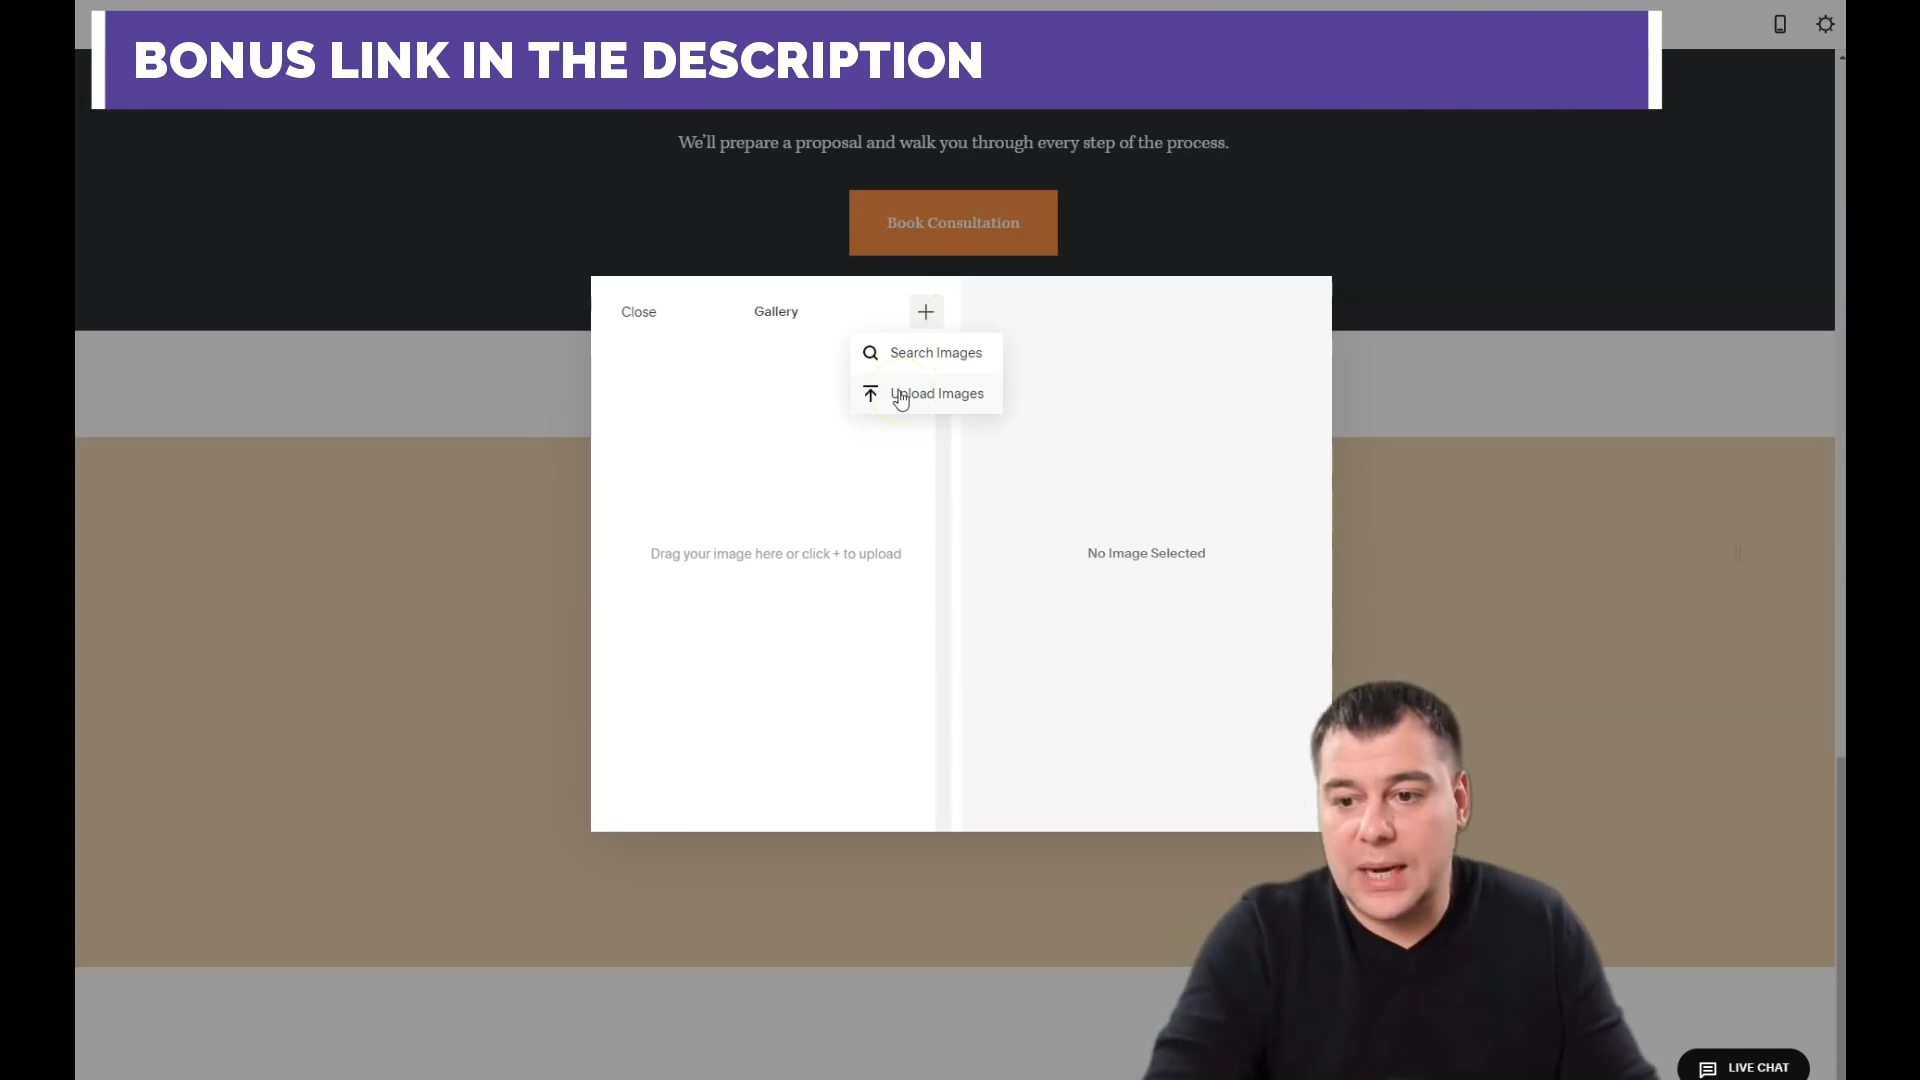 BONUS LINK IN THE DESCRIPTION
We'll prepare a proposal and walk you through every step of the process.
Book Consultation
Close
Gallery
Search Images
Upload Images
Drag your image here or click + to upload
No Image Selected
LIVE CHAT